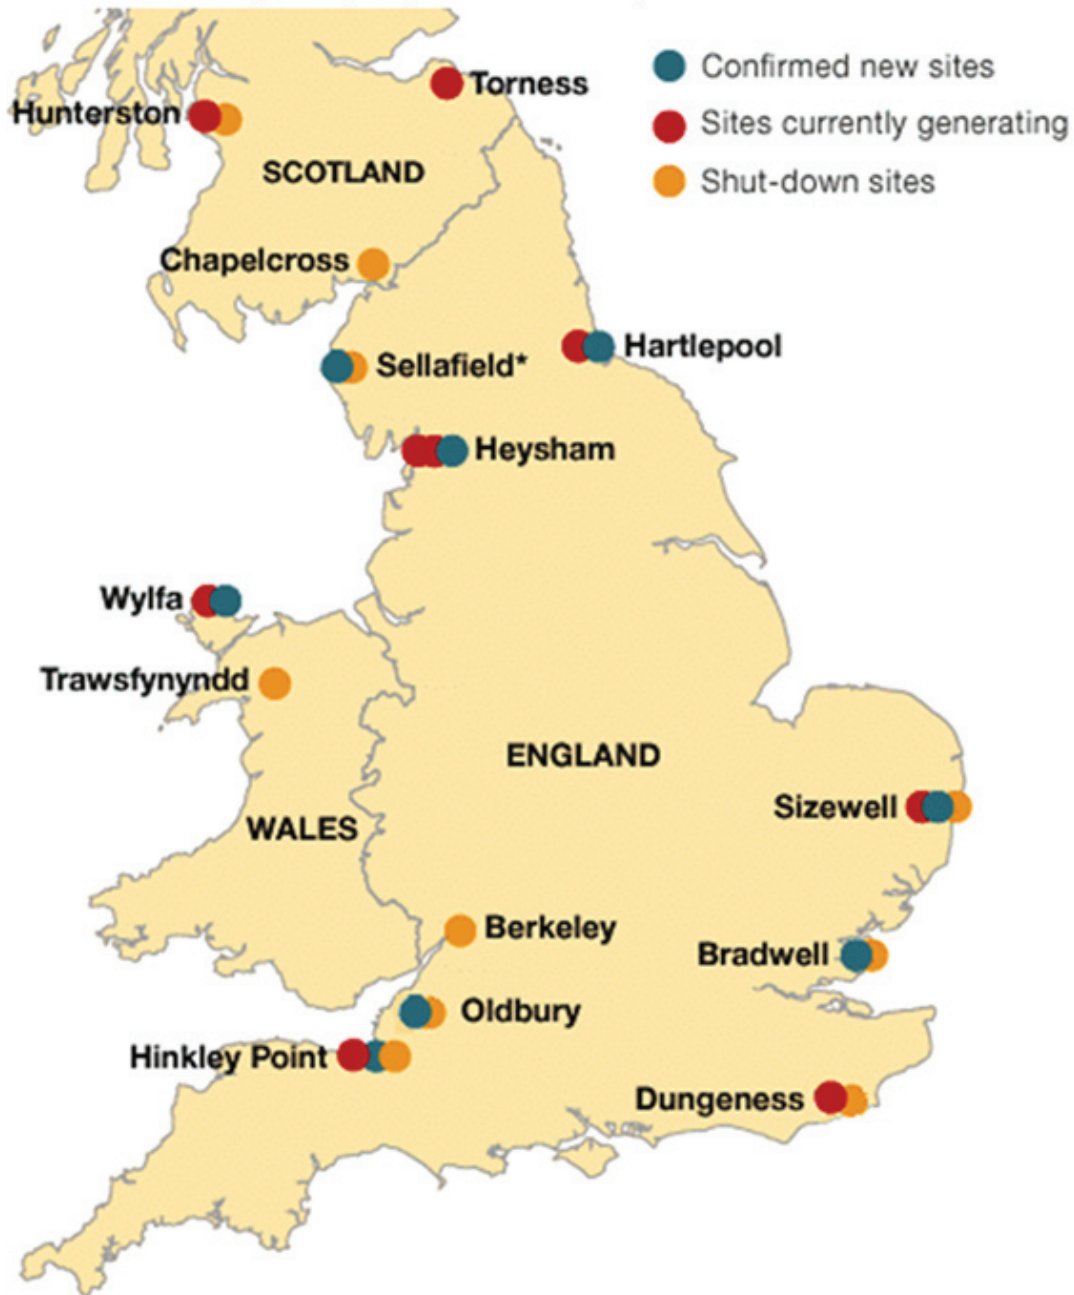 Torness
Confirmed new sites
Hunterston
Sites currently generating
SCOTLAND
Shut-down sites
Chapelcross
Hartlepool
Sellafield*
Heysham
Wylfa
Trawsfynyndd
ENGLAND
Sizewell
WALES
Berkeley
Bradwell
Oldbury
Hinkley Point
Dungeness